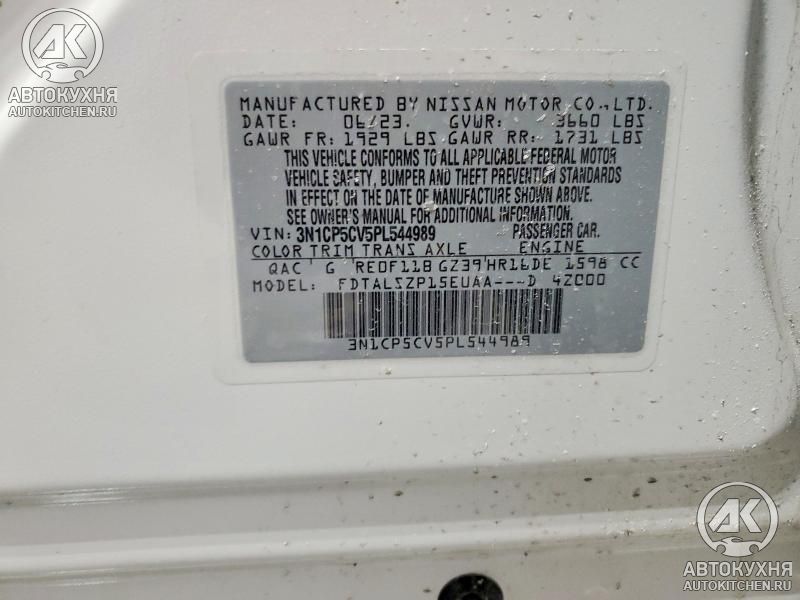 AK
АВТОКУХНЯ
AUTOKITCHEN.RU
MANUFACTURED BY NISSAN MOTOR CO., LTD.
DATE: 06/23. GVWR: 3660 LBS
GAWR FR: 1929 LBS GAWR RR: 1731 LBS
THIS VEHICLE CONFORMS TO ALL APPLICABLE FEDERAL MOTOR
VEHICLE SAFETY, BUMPER AND THEFT PREVENTION STANDARDS
IN EFFECT ON THE DATE OF MANUFACTURE SHOWN ABOVE.
SEE OWNER'S MANUAL FOR ADDITIONAL INFORMATION.
VIN: 3N1CP5CV5PL544989 PASSENGER CAR.
COLOR TRIM TRANS AXLE ENGINE
QAC G RE0F11B GZ39 HR16DE 1598 CC
MODEL: FDTALSZP15EUAA---D 4Z000
3N1CP5CV5PL544989
AK
АВТОКУХНЯ
AUTOKITCHEN.RU